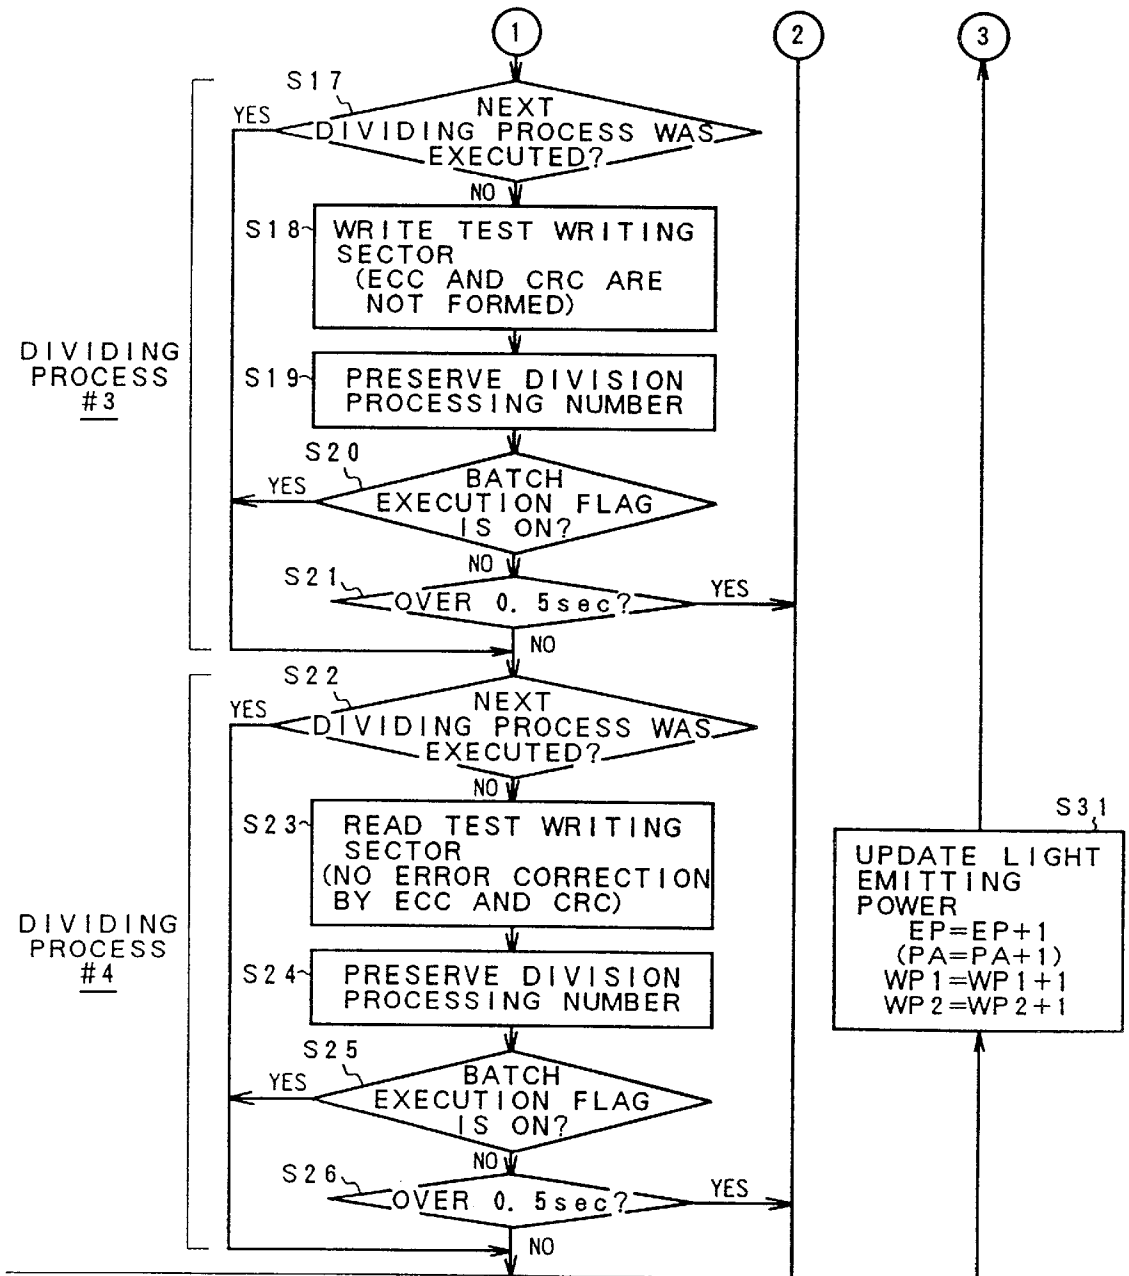 1
2
3
S17
YES
NEXT
DIVIDING PROCESS WAS
EXECUTED?
NO
S18
WRITE TEST WRITING
SECTOR
(ECC AND CRC ARE
NOT FORMED)
DIVIDING
PROCESS
#3
S19
PRESERVE DIVISION
PROCESSING NUMBER
S20
YES
BATCH
EXECUTION FLAG
IS ON?
NO
S21
OVER 0.5sec?
YES
NO
S22
YES
NEXT
DIVIDING PROCESS WAS
EXECUTED?
NO
S23
READ TEST WRITING
SECTOR
(NO ERROR CORRECTION
BY ECC AND CRC)
DIVIDING
PROCESS
#4
S24
PRESERVE DIVISION
PROCESSING NUMBER
S25
YES
BATCH
EXECUTION FLAG
IS ON?
NO
S26
OVER 0.5sec?
YES
NO
S31
UPDATE LIGHT
EMITTING
POWER
EP=EP+1
(PA=PA+1)
WP1=WP1+1
WP2=WP2+1